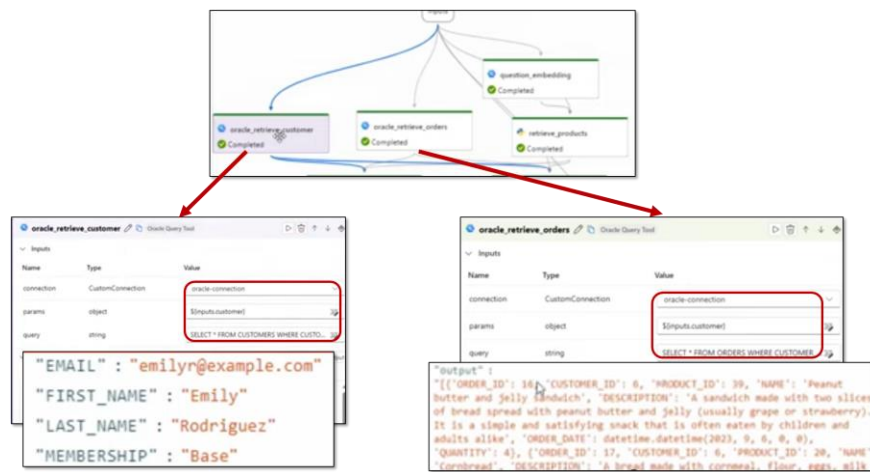 inputs
question_embedding
Completed
oracle_retrieve_customer
Completed
oracle_retrieve_orders
Completed
retrieve_products
Completed
oracle_retrieve_customer Oracle Query Tool
Inputs
Name Type Value
connection CustomConnection oracle-connection
params object ${inputs.customer}
query string SELECT * FROM CUSTOMERS WHERE CUSTO...
"EMAIL" : "emilyr@example.com"
"FIRST_NAME" : "Emily"
"LAST_NAME" : "Rodriguez"
"MEMBERSHIP" : "Base"
oracle_retrieve_orders Oracle Query Tool
Inputs
Name Type Value
connection CustomConnection oracle-connection
params object ${inputs.customer}
query string SELECT * FROM ORDERS WHERE CUSTOMER
"output" :
"[{'ORDER_ID': 16, 'CUSTOMER_ID': 6, 'PRODUCT_ID': 39, 'NAME': 'Peanut
butter and jelly sandwich', 'DESCRIPTION': 'A sandwich made with two slices
of bread spread with peanut butter and jelly (usually grape or strawberry).
It is a simple and satisfying snack that is often eaten by children and
adults alike', 'ORDER_DATE': datetime.datetime(2023, 9, 6, 0, 0),
'QUANTITY': 4}, {'ORDER_ID': 17, 'CUSTOMER_ID': 6, 'PRODUCT_ID': 20, 'NAME'
'Cornbread', 'DESCRIPTION': 'A bread made with cornmeal, flour, eggs, milk